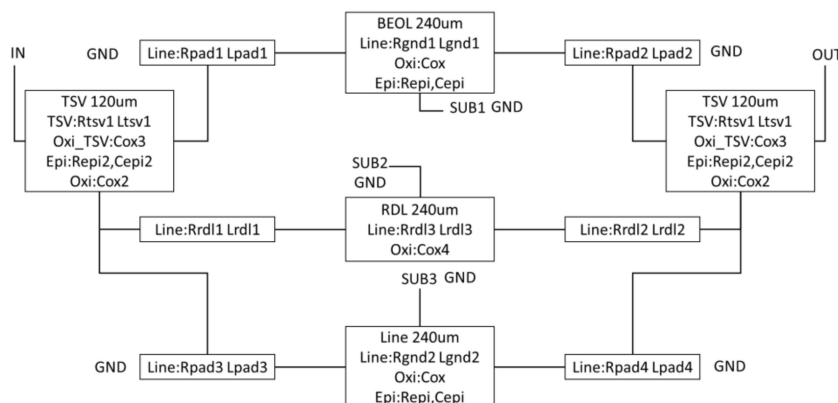 BEOL 240um
Line:Rgnd1 Lgnd1
Oxi:Cox
Epi:Repi,Cepi
IN
GND
Line:Rpad1 Lpad1
Line:Rpad2 Lpad2
GND
OUT
SUB1 GND
TSV 120um
TSV:Rtsv1 Ltsv1
Oxi_TSV:Cox3
Epi:Repi2,Cepi2
Oxi:Cox2
TSV 120um
TSV:Rtsv1 Ltsv1
Oxi_TSV:Cox3
Epi:Repi2,Cepi2
Oxi:Cox2
SUB2
GND
RDL 240um
Line:Rrdl3 Lrdl3
Oxi:Cox4
Line:Rrdl1 Lrdl1
Line:Rrdl2 Lrdl2
SUB3 GND
Line 240um
Line:Rgnd2 Lgnd2
Oxi:Cox
Epi:Repi,Cepi
GND
Line:Rpad3 Lpad3
Line:Rpad4 Lpad4
GND